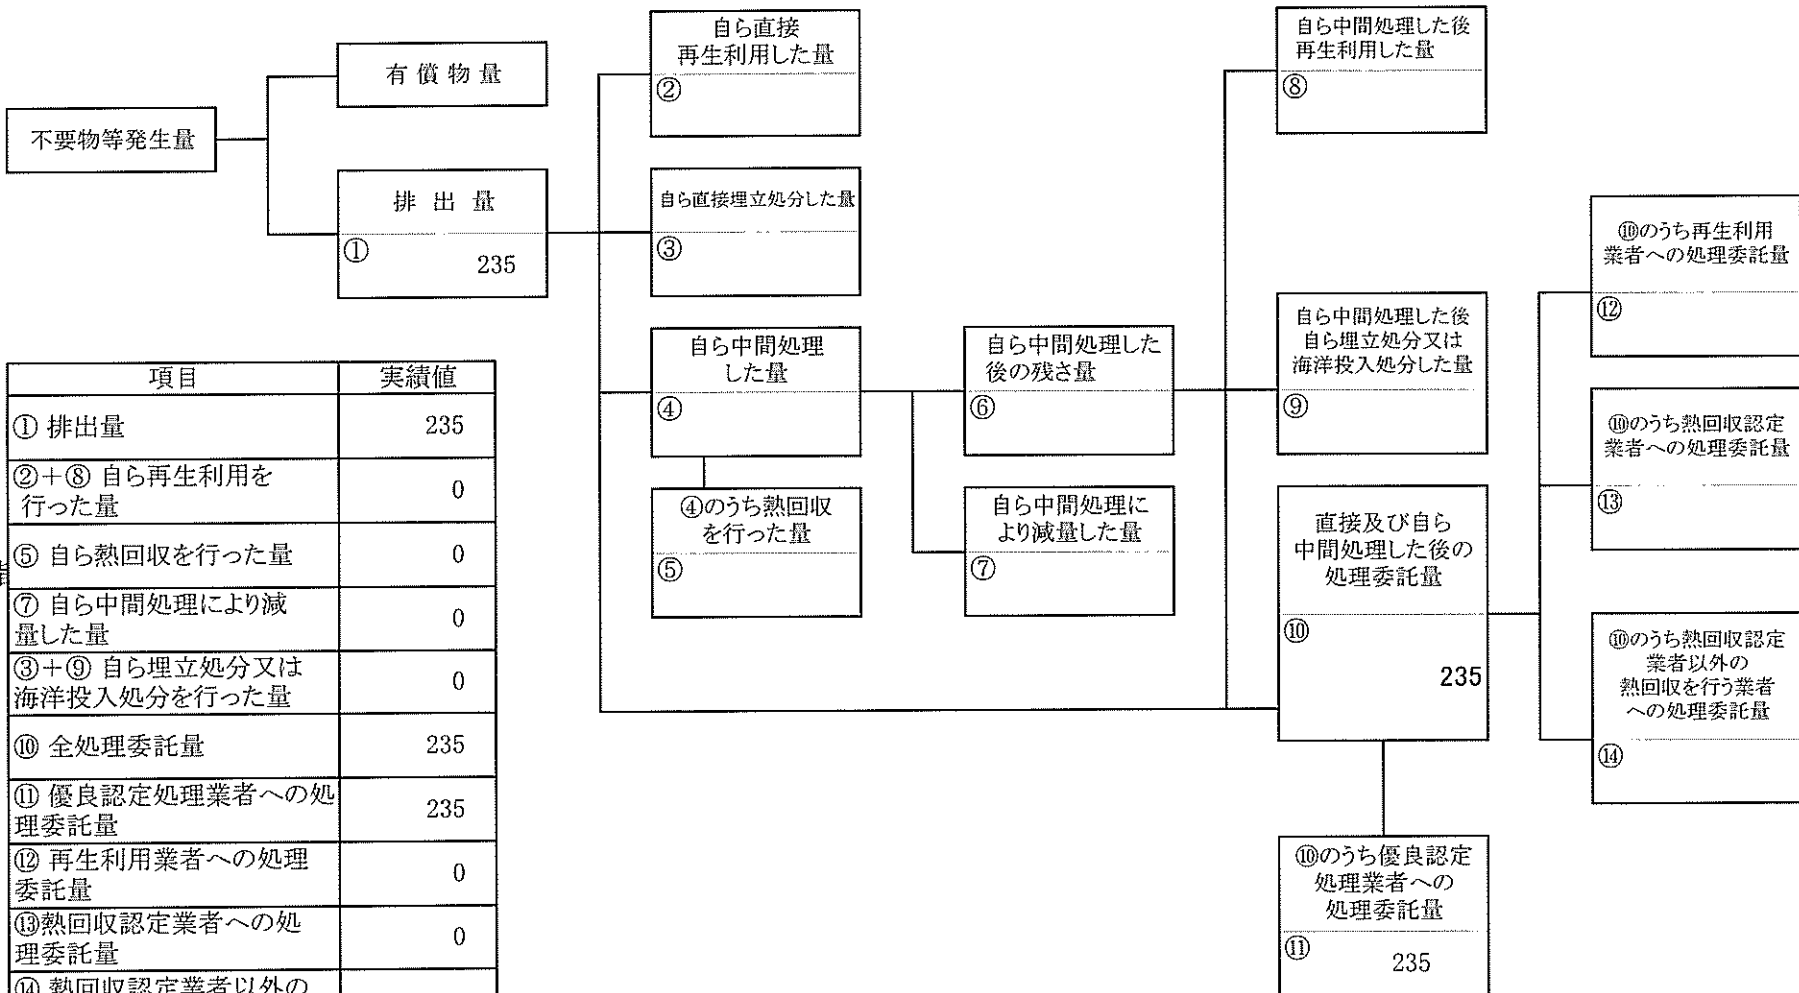 不要物等発生量
有 償 物 量
排 出 量
①
235
自ら直接
再生利用した量
②
自ら直接埋立処分した量
③
自ら中間処理
した量
④
④のうち熱回収
を行った量
⑤
自ら中間処理した
後の残さ量
⑥
自ら中間処理に
より減量した量
⑦
自ら中間処理した後
再生利用した量
⑧
自ら中間処理した後
自ら埋立処分又は
海洋投入処分した量
⑨
直接及び自ら
中間処理した後の
処理委託量
⑩
235
⑩のうち優良認定
処理業者への
処理委託量
⑪
235
⑩のうち再生利用
業者への処理委託量
⑫
⑩のうち熱回収認定
業者への処理委託量
⑬
⑩のうち熱回収認定
業者以外の
熱回収を行う業者
への処理委託量
⑭
項目 実績値
① 排出量 235
②+⑧ 自ら再生利用を
行った量 0
⑤ 自ら熱回収を行った量 0
⑦ 自ら中間処理により減
量した量 0
③+⑨ 自ら埋立処分又は
海洋投入処分を行った量 0
⑩ 全処理委託量 235
⑪ 優良認定処理業者への処
理委託量 235
⑫ 再生利用業者への処理
委託量 0
⑬熱回収認定業者への処
理委託量 0
⑭ 熱回収認定業者以外の